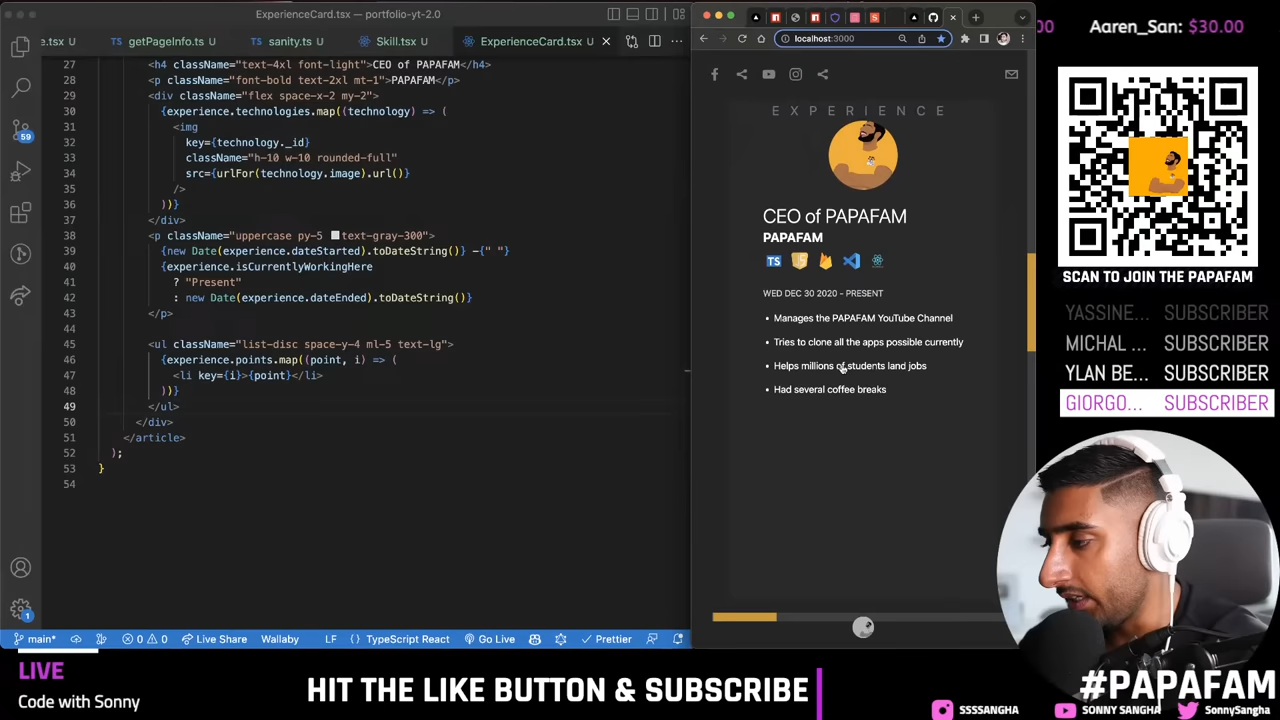 ExperienceCard.tsx — portfolio-yt-2.0
e.tsx, U
TS getPageInfo.ts U
TS sanity.ts U
Skill.tsx U
ExperienceCard.tsx U
27 <h4 className="text-4xl font-light">CEO of PAPAFAM</h4>
28 <p className="font-bold text-2xl mt-1">PAPAFAM</p>
29 <div className="flex space-x-2 my-2">
30 {experience.technologies.map((technology) => (
31 <img
32 key={technology._id}
33 className="h-10 w-10 rounded-full"
34 src={urlFor(technology.image).url()}
35 />
36 ))}
37 </div>
38 <p className="uppercase py-5 text-gray-300">
39 {new Date(experience.dateStarted).toDateString()} -{" "}
40 {experience.isCurrentlyWorkingHere
41 ? "Present"
42 : new Date(experience.dateEnded).toDateString()}
43 </p>
44
45 <ul className="list-disc space-y-4 ml-5 text-lg">
46 {experience.points.map((point, i) => (
47 <li key={i}>{point}</li>
48 ))}
49 </ul>
50 </div>
51 </article>
52 );
53 }
54
59
1
main*
0 0
Live Share
Wallaby
LF
{ } TypeScript React
Go Live
Prettier
localhost:3000
EXPERIENCE
CEO of PAPAFAM
PAPAFAM
TS
WED DEC 30 2020 - PRESENT
• Manages the PAPAFAM YouTube Channel
• Tries to clone all the apps possible currently
• Helps millions of students land jobs
• Had several coffee breaks
00 Aaren_San: $30.00
SCAN TO JOIN THE PAPAFAM
YASSINE... SUBSCRIBER
MICHAL ... SUBSCRIBER
YLAN BE... SUBSCRIBER
GIORGO... SUBSCRIBER
LIVE
Code with Sonny
HIT THE LIKE BUTTON & SUBSCRIBE
#PAPAFAM
SSSSANGHA
SONNY SANGHA
SonnySangha